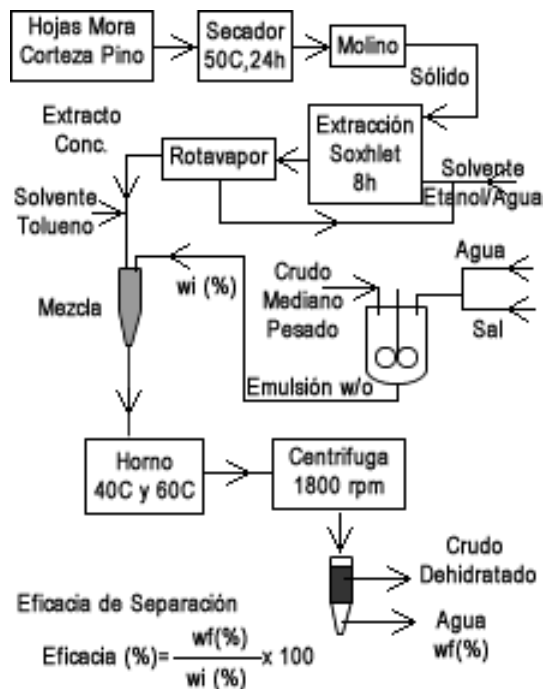 Hojas Mora
Corteza Pino
Secador
50C,24h
Molino
Sólido
Extracto
Conc.
Rotavapor
Extracción
Soxhlet
8h
Solvente
Etanol/Agua
Solvente
Tolueno
Mezcla
wi (%)
Crudo
Mediano
Pesado
Agua
Sal
Emulsión w/o
Horno
40C y 60C
Centrifuga
1800 rpm
Crudo
Dehidratado
Agua
wf(%)
Eficacia de Separación
Eficacia (%)= wf(%) x 100
wi (%)